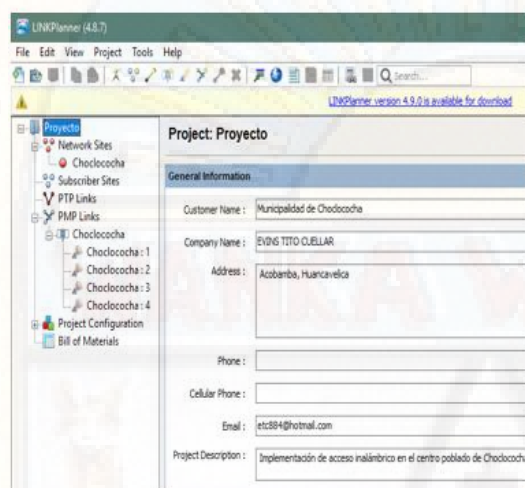 LINKPlanner (4.8.7)
File Edit View Project Tools Help
Search...
LINKPlanner version 4.9.0 is available for download
Proyecto
Network Sites
Choclococha
Subscriber Sites
PTP Links
PMP Links
Choclococha
Choclococha : 1
Choclococha : 2
Choclococha : 3
Choclococha : 4
Project Configuration
Bill of Materials
Project: Proyecto
General Information
Customer Name : Municipalidad de Choclococha
Company Name : EVINS TITO CUELLAR
Address : Acobamba, Huancavelica
Phone :
Cellular Phone :
Email : etc884@hotmail.com
Project Description : Implementación de acceso inalámbrico en el centro poblado de Choclococha